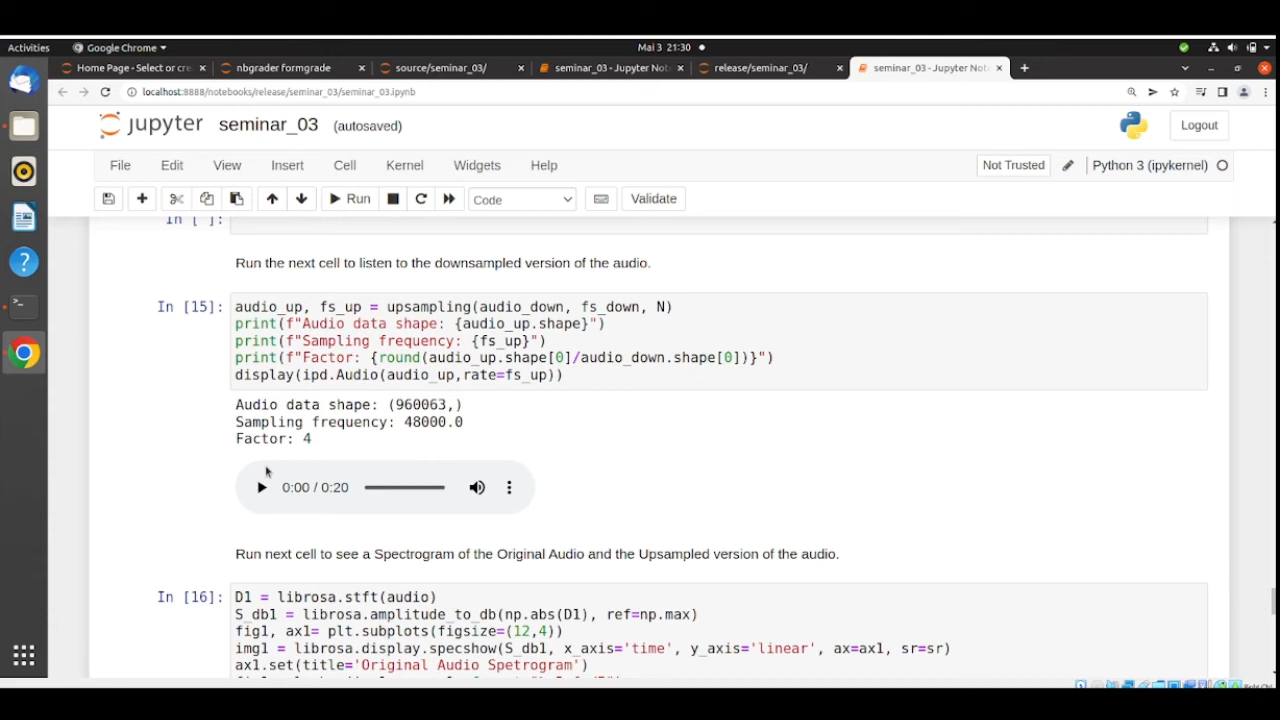 Activities
Google Chrome
Mai 3 21:30
Home Page - Select or cre
nbgrader formgrade
source/seminar_03/
seminar_03 - Jupyter Not
release/seminar_03/
seminar_03 - Jupyter Not
localhost:8888/notebooks/release/seminar_03/seminar_03.ipynb
jupyter seminar_03 (autosaved)
Logout
File Edit View Insert Cell Kernel Widgets Help
Not Trusted
Python 3 (ipykernel)
Run
Code
Validate
In [ ]:
Run the next cell to listen to the downsampled version of the audio.
In [15]: audio_up, fs_up = upsampling(audio_down, fs_down, N)
print(f"Audio data shape: {audio_up.shape}")
print(f"Sampling frequency: {fs_up}")
print(f"Factor: {round(audio_up.shape[0]/audio_down.shape[0])}")
display(ipd.Audio(audio_up,rate=fs_up))
Audio data shape: (960063,)
Sampling frequency: 48000.0
Factor: 4
0:00 / 0:20
Run next cell to see a Spectrogram of the Original Audio and the Upsampled version of the audio.
In [16]: D1 = librosa.stft(audio)
S_db1 = librosa.amplitude_to_db(np.abs(D1), ref=np.max)
fig1, ax1= plt.subplots(figsize=(12,4))
img1 = librosa.display.specshow(S_db1, x_axis='time', y_axis='linear', ax=ax1, sr=sr)
ax1.set(title='Original Audio Spetrogram')